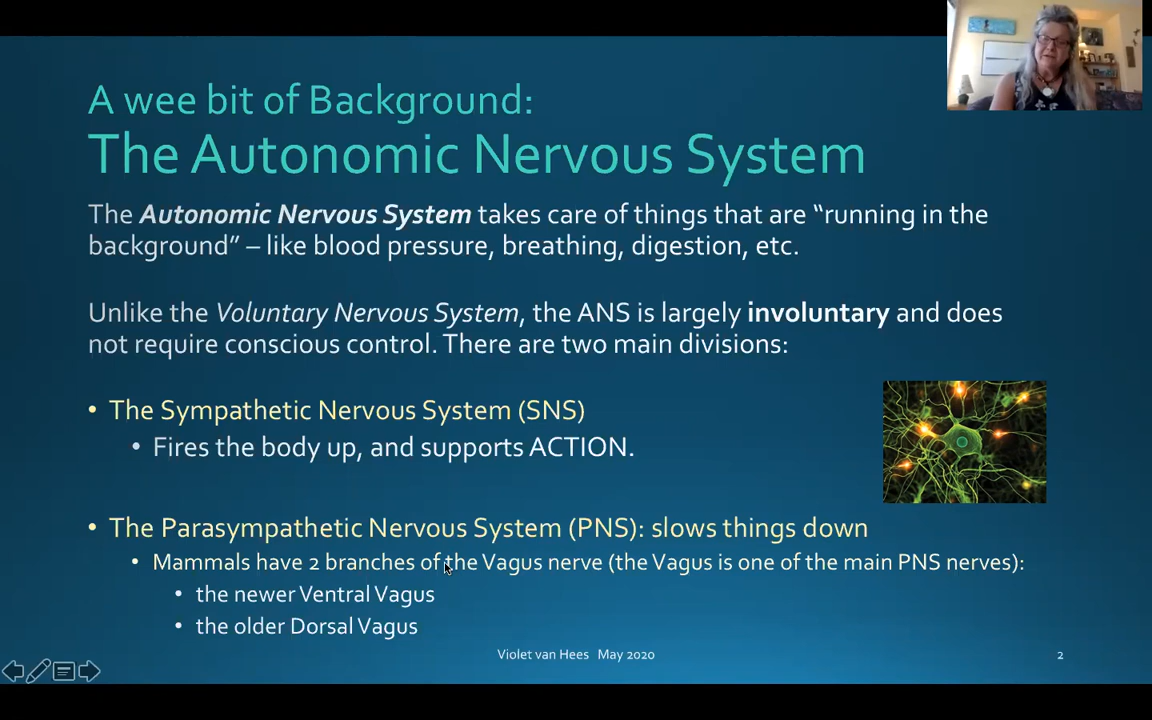 A wee bit of Background:
The Autonomic Nervous System
The Autonomic Nervous System takes care of things that are “running in the
background” – like blood pressure, breathing, digestion, etc.
Unlike the Voluntary Nervous System, the ANS is largely involuntary and does
not require conscious control. There are two main divisions:
• The Sympathetic Nervous System (SNS)
• Fires the body up, and supports ACTION.
• The Parasympathetic Nervous System (PNS): slows things down
• Mammals have 2 branches of the Vagus nerve (the Vagus is one of the main PNS nerves):
• the newer Ventral Vagus
• the older Dorsal Vagus
Violet van Hees May 2020
2